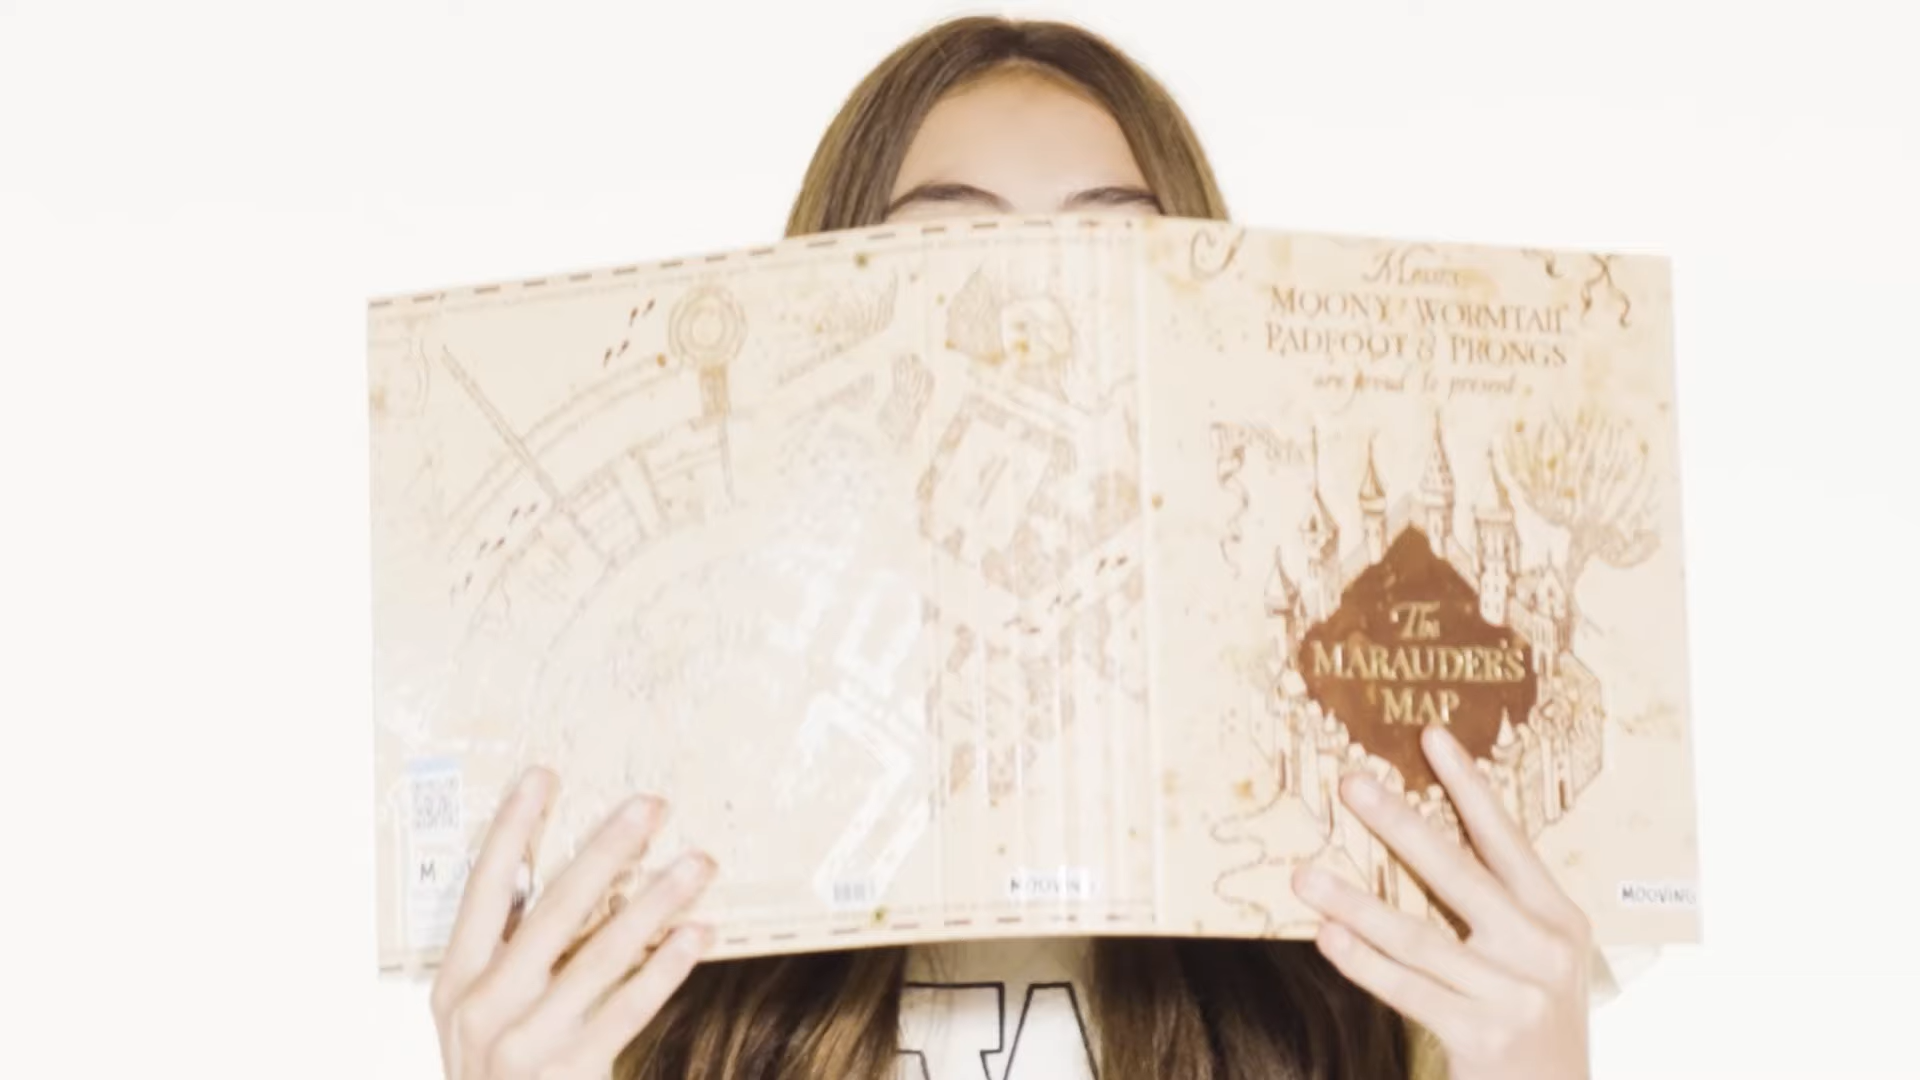 Messrs
MOONY WORMTAIL
PADFOOT & PRONGS
are proud to present
The
MARAUDER'S
MAP
MOOVING
MOOVING